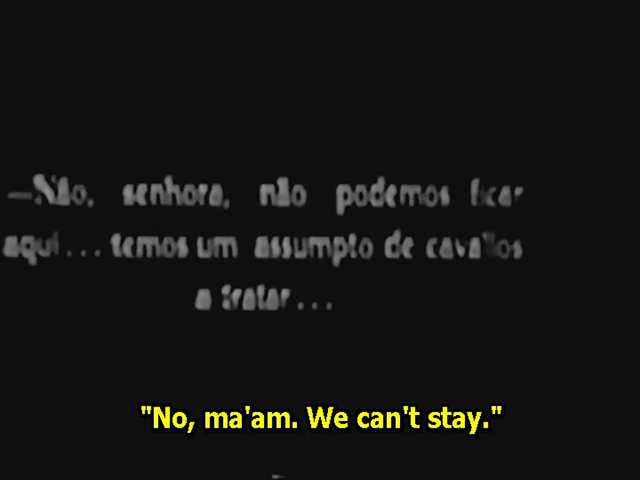 —Não, senhora, não podemos ficar
aqui... temos um assumpto de cavallos
a tratar...
"No, ma'am. We can't stay."